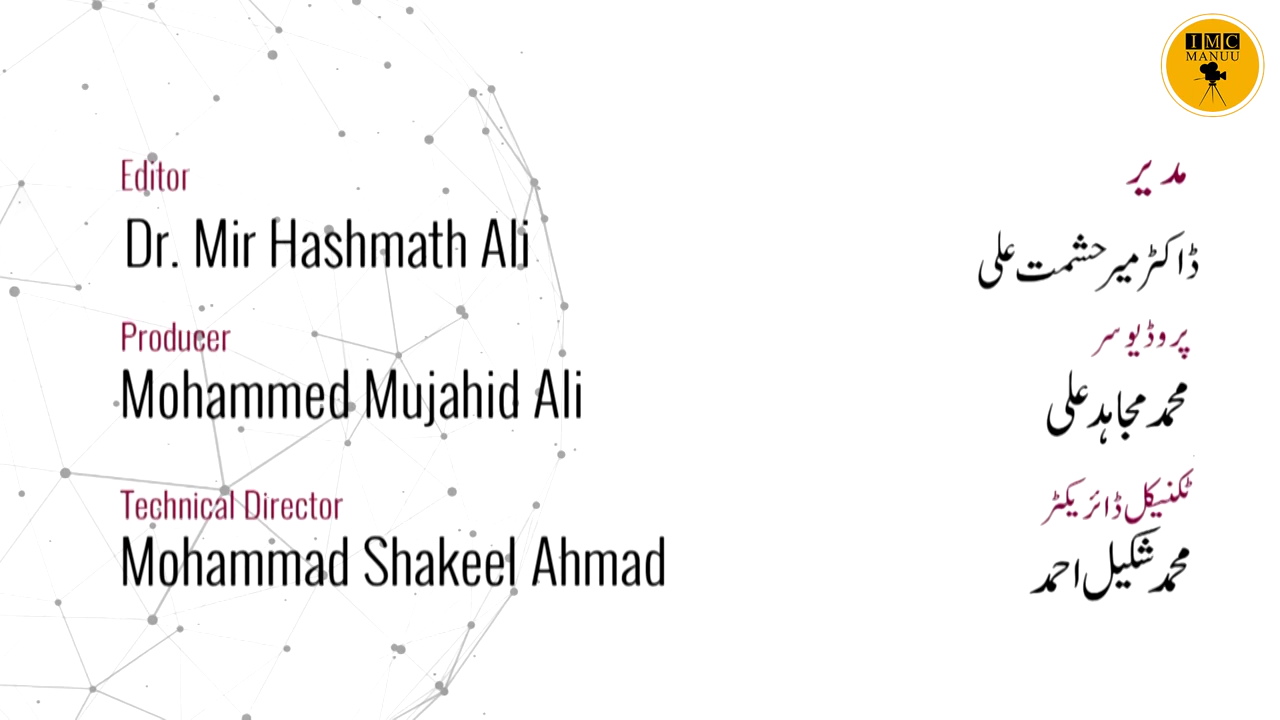 IMC
MANUU
Editor
مدیر
Dr. Mir Hashmath Ali
ڈاکٹر میر حشمت علی
Producer
پروڈیوسر
Mohammed Mujahid Ali
محمد مجاہد علی
Technical Director
ٹکنیکل ڈائریکٹر
Mohammad Shakeel Ahmad
محمد شکیل احمد